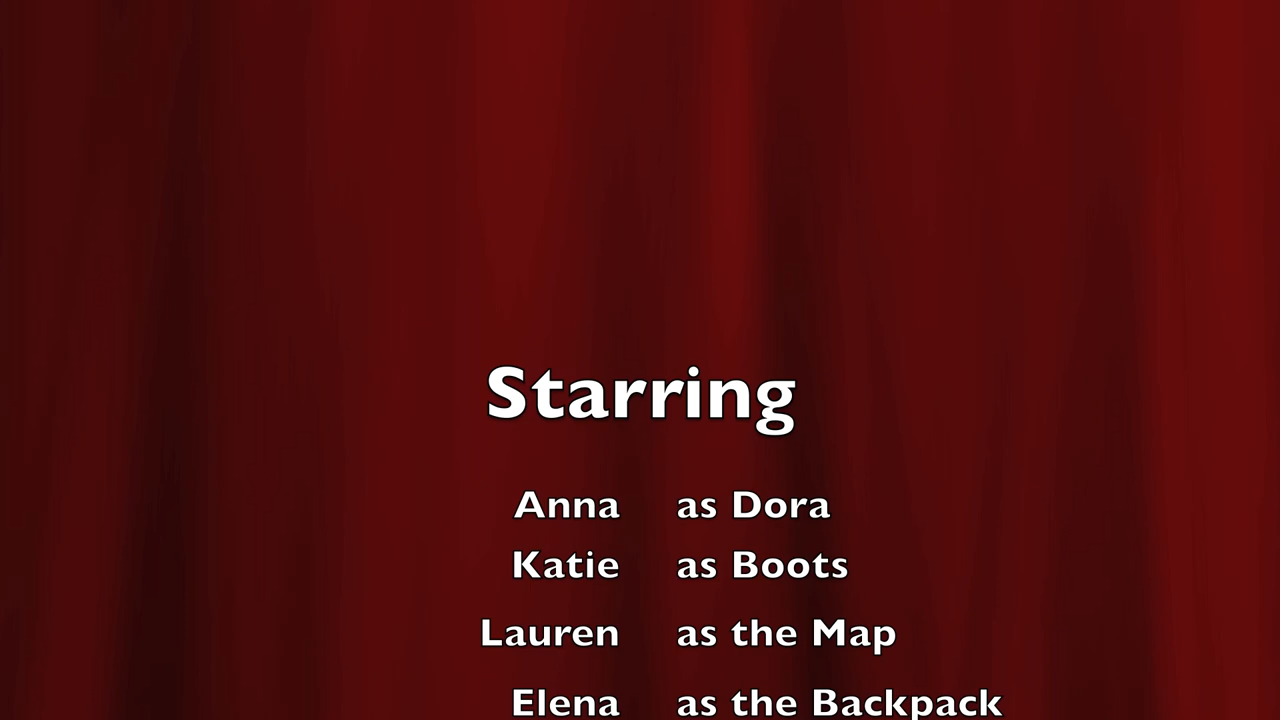 Starring
Anna as Dora
Katie as Boots
Lauren as the Map
Elena as the Backpack